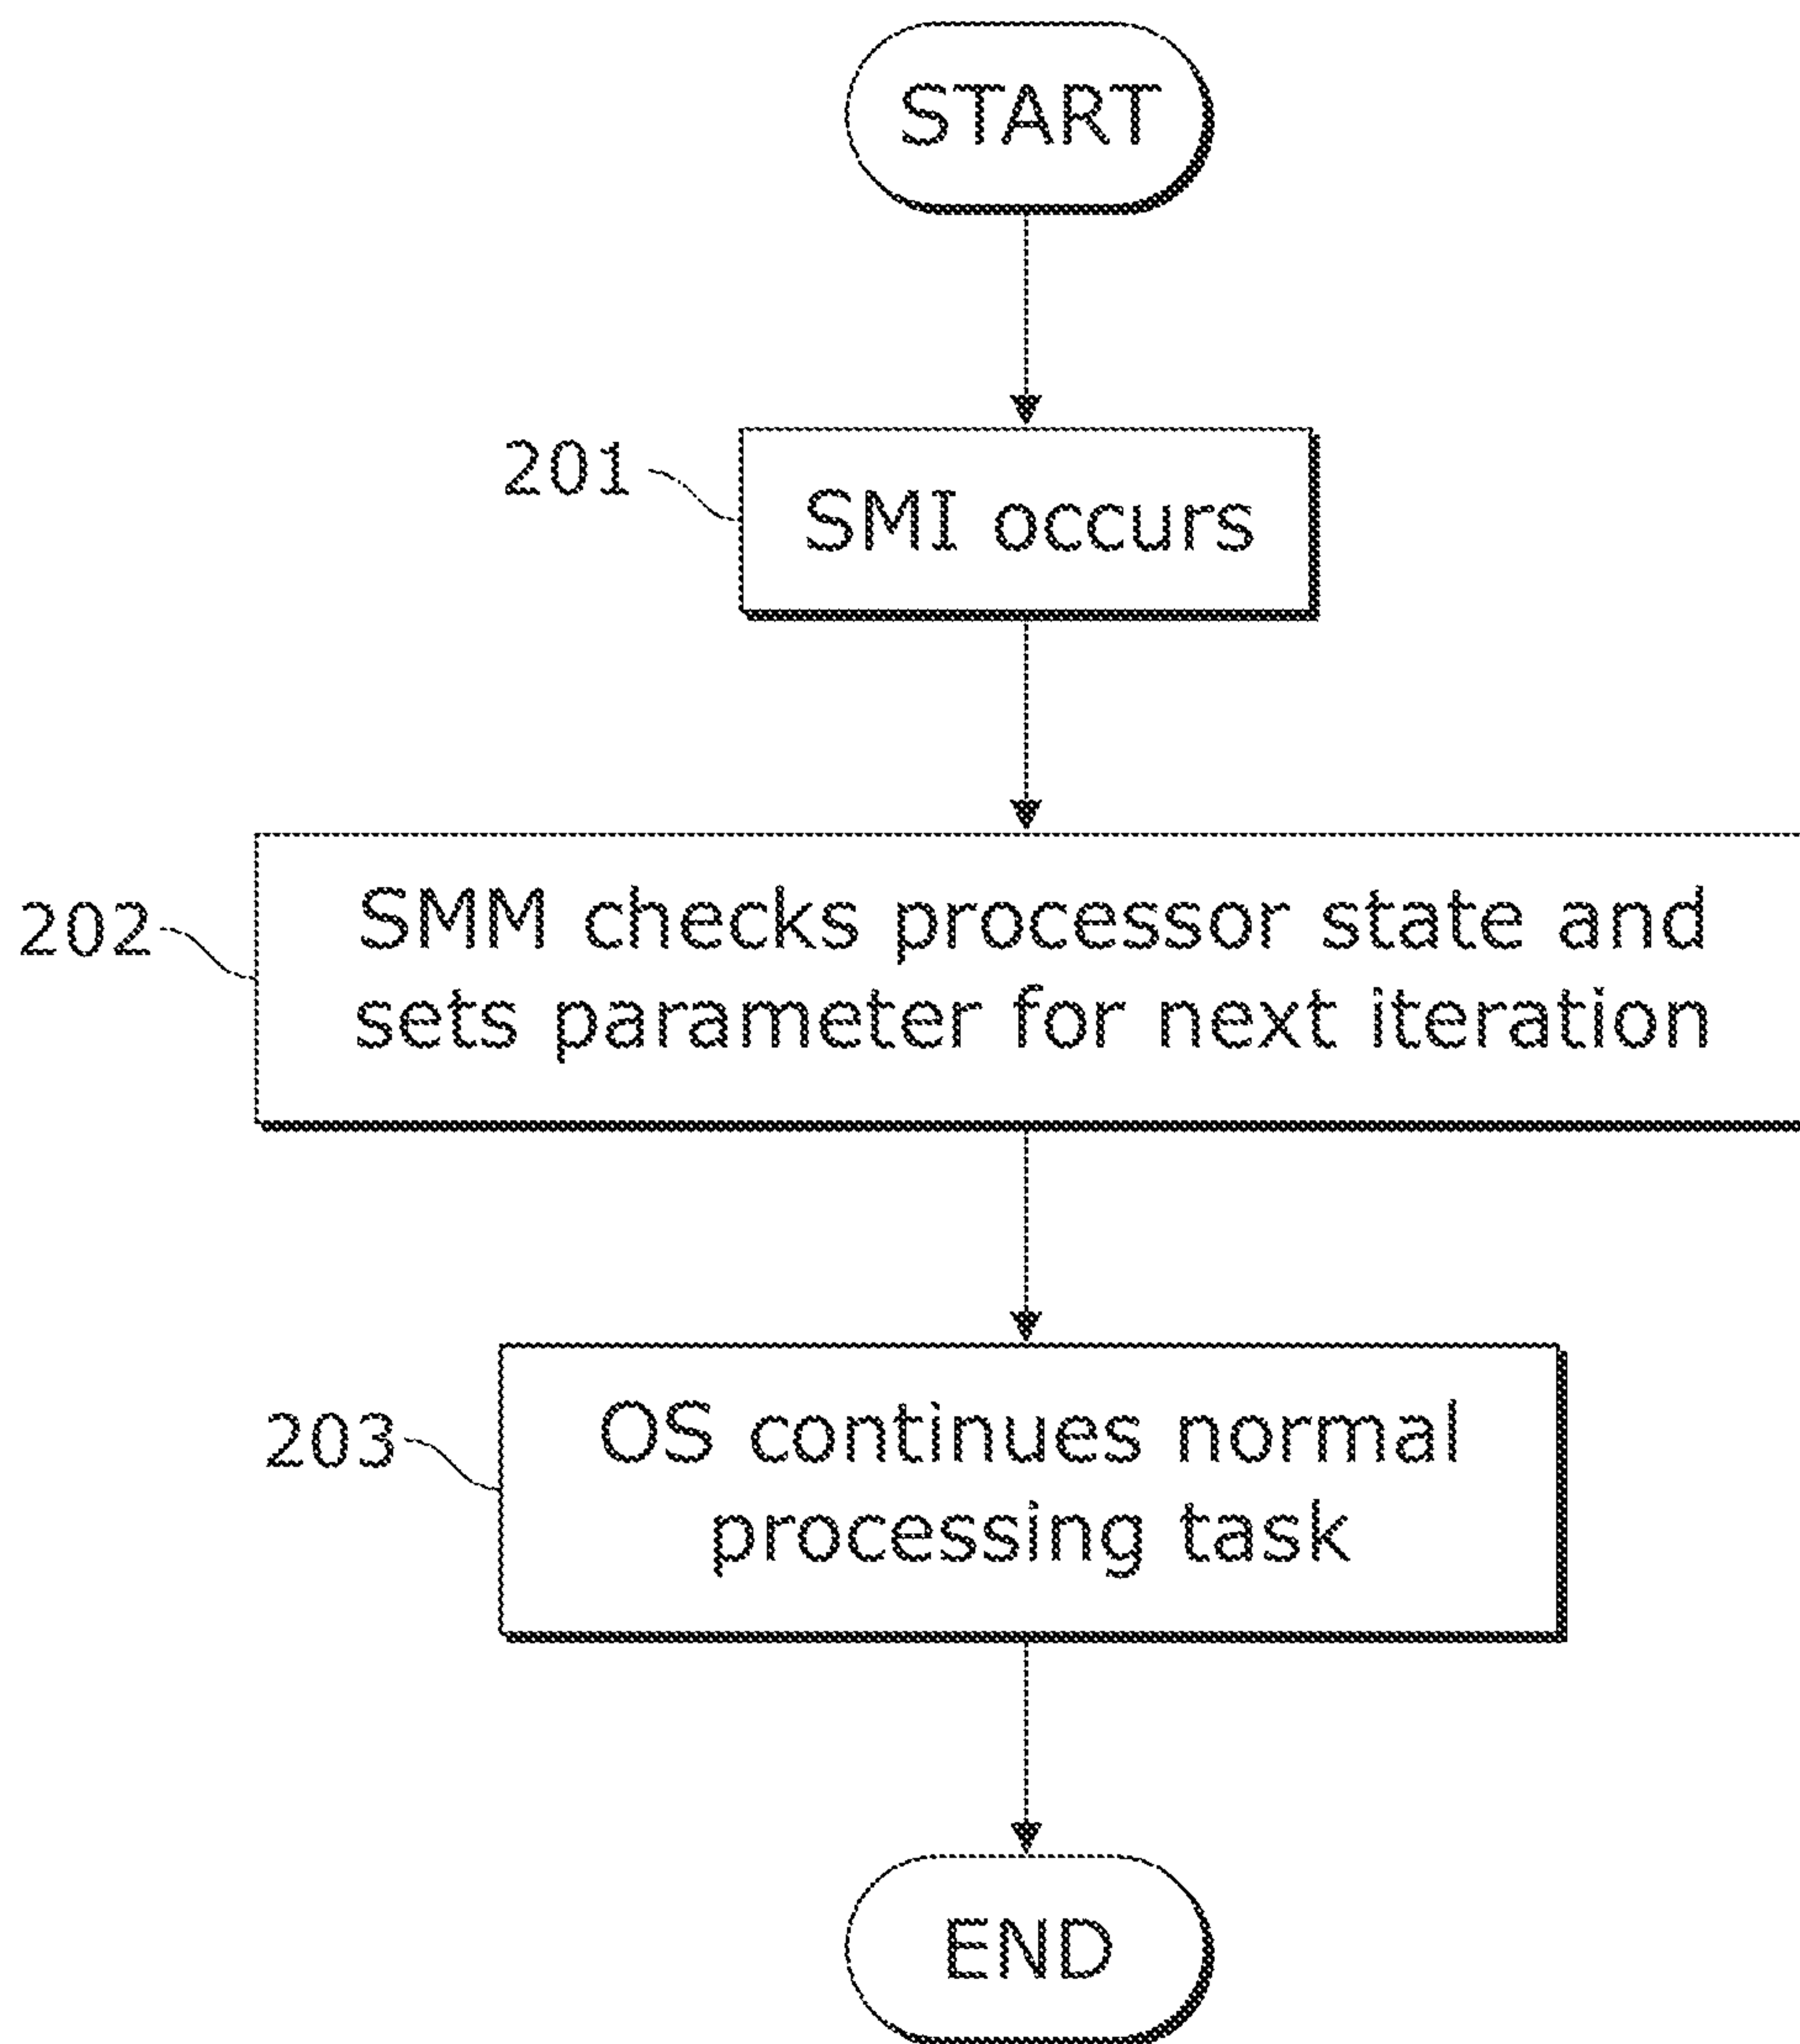 START
201
SMI occurs
202
SMM checks processor state and
sets parameter for next iteration
203
OS continues normal
processing task
END